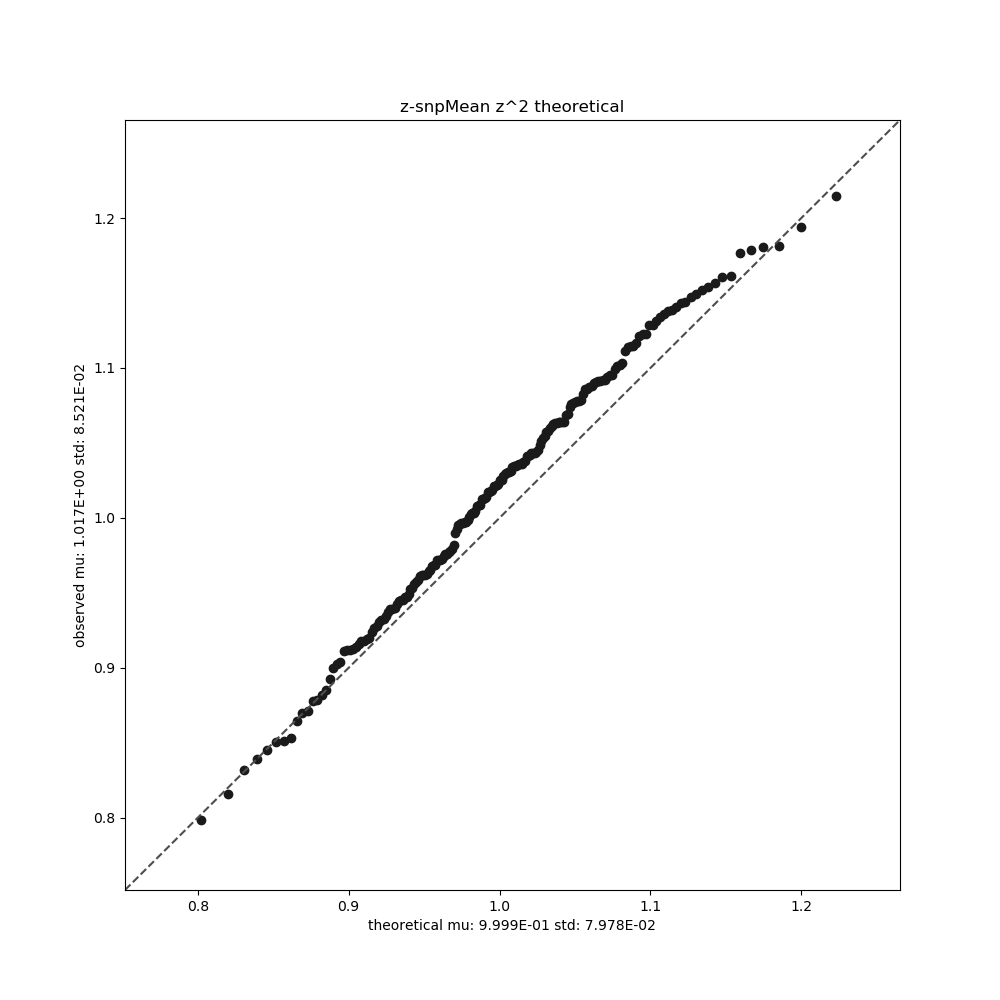 z-snpMean z^2 theoretical
1.2
1.1
1.0
0.9
0.8
observed mu: 1.017E+00 std: 8.521E-02
0.8 0.9 1.0 1.1 1.2
theoretical mu: 9.999E-01 std: 7.978E-02